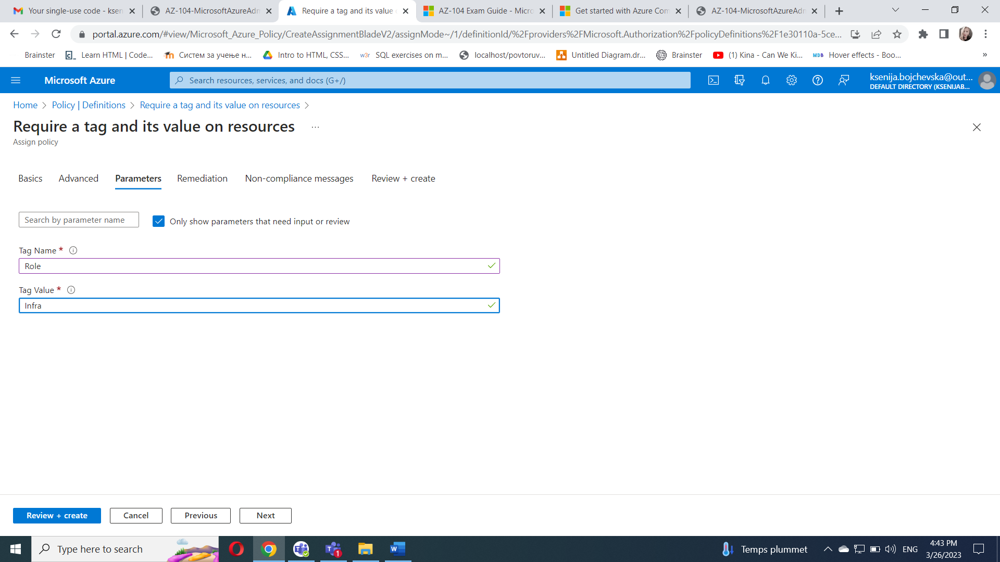 Your single-use code - ksen
AZ-104-MicrosoftAzureAdm
Require a tag and its value
AZ-104 Exam Guide - Micro
Get started with Azure Com
AZ-104-MicrosoftAzureAdm
portal.azure.com/#view/Microsoft_Azure_Policy/CreateAssignmentBladeV2/assignMode~/1/definitionId/%2Fproviders%2FMicrosoft.Authorization%2FpolicyDefinitions%2F1e30110a-5ce...
Brainster
Learn HTML | Code...
Систем за учење н...
Intro to HTML, CSS...
w3r SQL exercises on m...
localhost/povtoruv...
Untitled Diagram.dr...
Brainster
(1) Kina - Can We Ki...
MDB Hover effects - Boo...
»
Microsoft Azure
Search resources, services, and docs (G+/)
ksenija.bojchevska@out...
DEFAULT DIRECTORY (KSENIJAB...
Home > Policy | Definitions > Require a tag and its value on resources >
Require a tag and its value on resources ...
Assign policy
Basics Advanced Parameters Remediation Non-compliance messages Review + create
Search by parameter name
Only show parameters that need input or review
Tag Name *
Role
Tag Value *
Infra
Review + create
Cancel
Previous
Next
Type here to search
1
Temps plummet
ENG
4:43 PM
3/26/2023